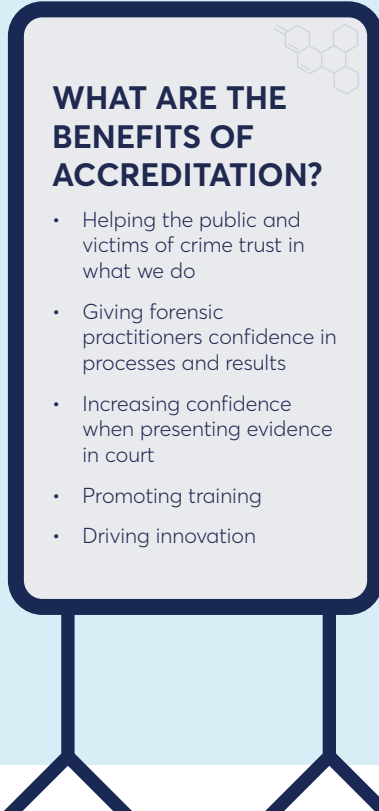 WHAT ARE THE
BENEFITS OF
ACCREDITATION?
• Helping the public and
victims of crime trust in
what we do
• Giving forensic
practitioners confidence in
processes and results
• Increasing confidence
when presenting evidence
in court
• Promoting training
• Driving innovation